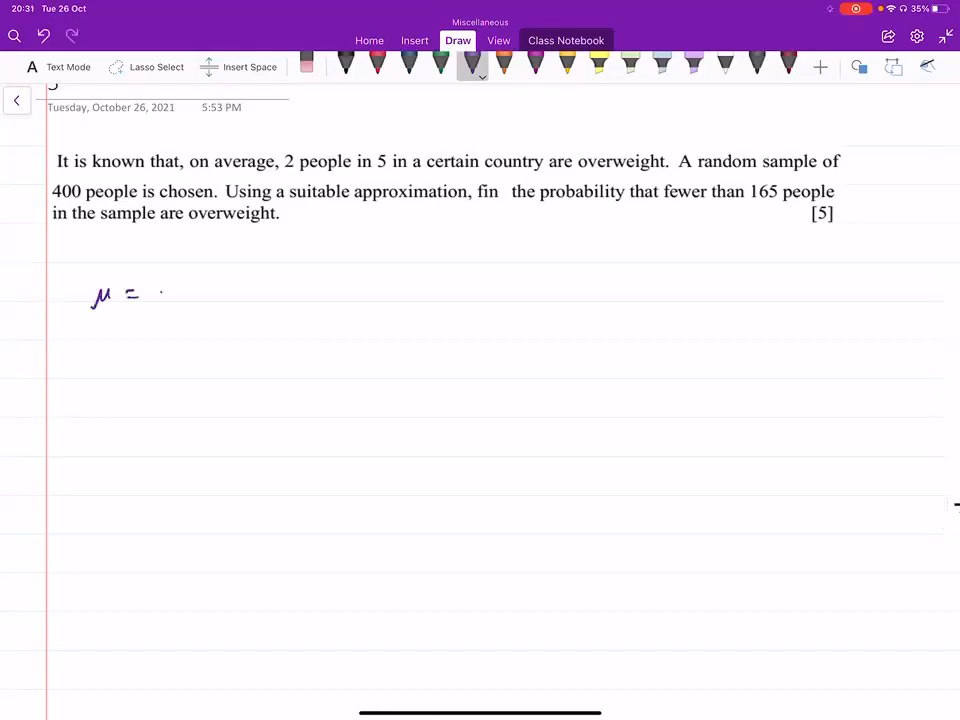 20:31 Tue 26 Oct
35%
Miscellaneous
Home Insert Draw View Class Notebook
A Text Mode Lasso Select Insert Space
Tuesday, October 26, 2021 5:53 PM
It is known that, on average, 2 people in 5 in a certain country are overweight. A random sample of
400 people is chosen. Using a suitable approximation, fin the probability that fewer than 165 people
in the sample are overweight. [5]
μ =